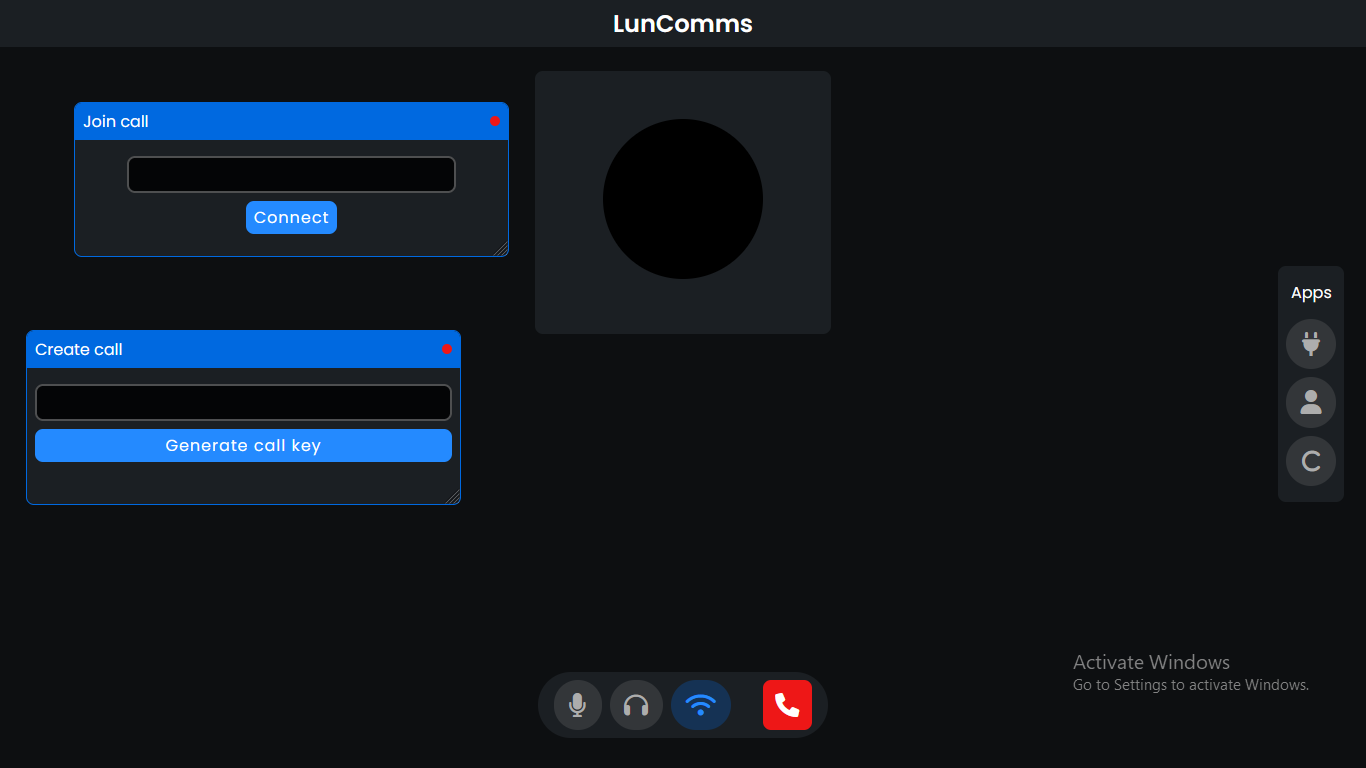 LunComms
Join call
Connect
Create call
Generate call key
Apps
C
Activate Windows
Go to Settings to activate Windows.